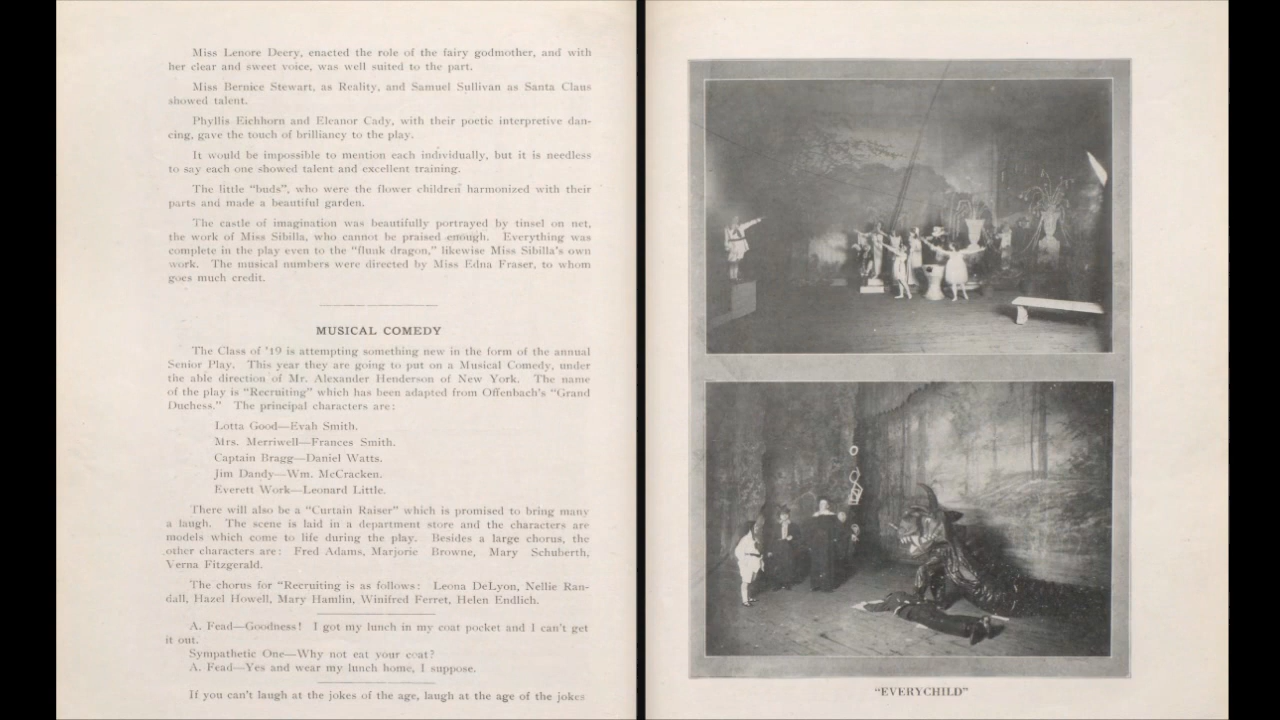 Miss Lenore Deery, enacted the role of the fairy godmother, and with
her clear and sweet voice, was well suited to the part.
Miss Bernice Stewart, as Reality, and Samuel Sullivan as Santa Claus
showed talent.
Phyllis Eichhorn and Eleanor Cady, with their poetic interpretive dan-
cing, gave the touch of brilliancy to the play.
It would be impossible to mention each individually, but it is needless
to say each one showed talent and excellent training.
The little "buds", who were the flower children harmonized with their
parts and made a beautiful garden.
The castle of imagination was beautifully portrayed by tinsel on net,
the work of Miss Sibilla, who cannot be praised enough. Everything was
complete in the play even to the "flunk dragon," likewise Miss Sibilla's own
work. The musical numbers were directed by Miss Edna Fraser, to whom
goes much credit.
MUSICAL COMEDY
The Class of '19 is attempting something new in the form of the annual
Senior Play. This year they are going to put on a Musical Comedy, under
the able direction of Mr. Alexander Henderson of New York. The name
of the play is "Recruiting" which has been adapted from Offenbach's "Grand
Duchess." The principal characters are:
Lotta Good—Evah Smith.
Mrs. Merriwell—Frances Smith.
Captain Bragg—Daniel Watts.
Jim Dandy—Wm. McCracken.
Everett Work—Leonard Little.
There will also be a "Curtain Raiser" which is promised to bring many
a laugh. The scene is laid in a department store and the characters are
models which come to life during the play. Besides a large chorus, the
other characters are: Fred Adams, Marjorie Browne, Mary Schuberth,
Verna Fitzgerald.
The chorus for "Recruiting is as follows: Leona DeLyon, Nellie Ran-
dall, Hazel Howell, Mary Hamlin, Winifred Ferret, Helen Endlich.
A. Fead—Goodness! I got my lunch in my coat pocket and I can't get
it out.
Sympathetic One—Why not eat your coat?
A. Fead—Yes and wear my lunch home, I suppose.
If you can't laugh at the jokes of the age, laugh at the age of the jokes
"EVERYCHILD"